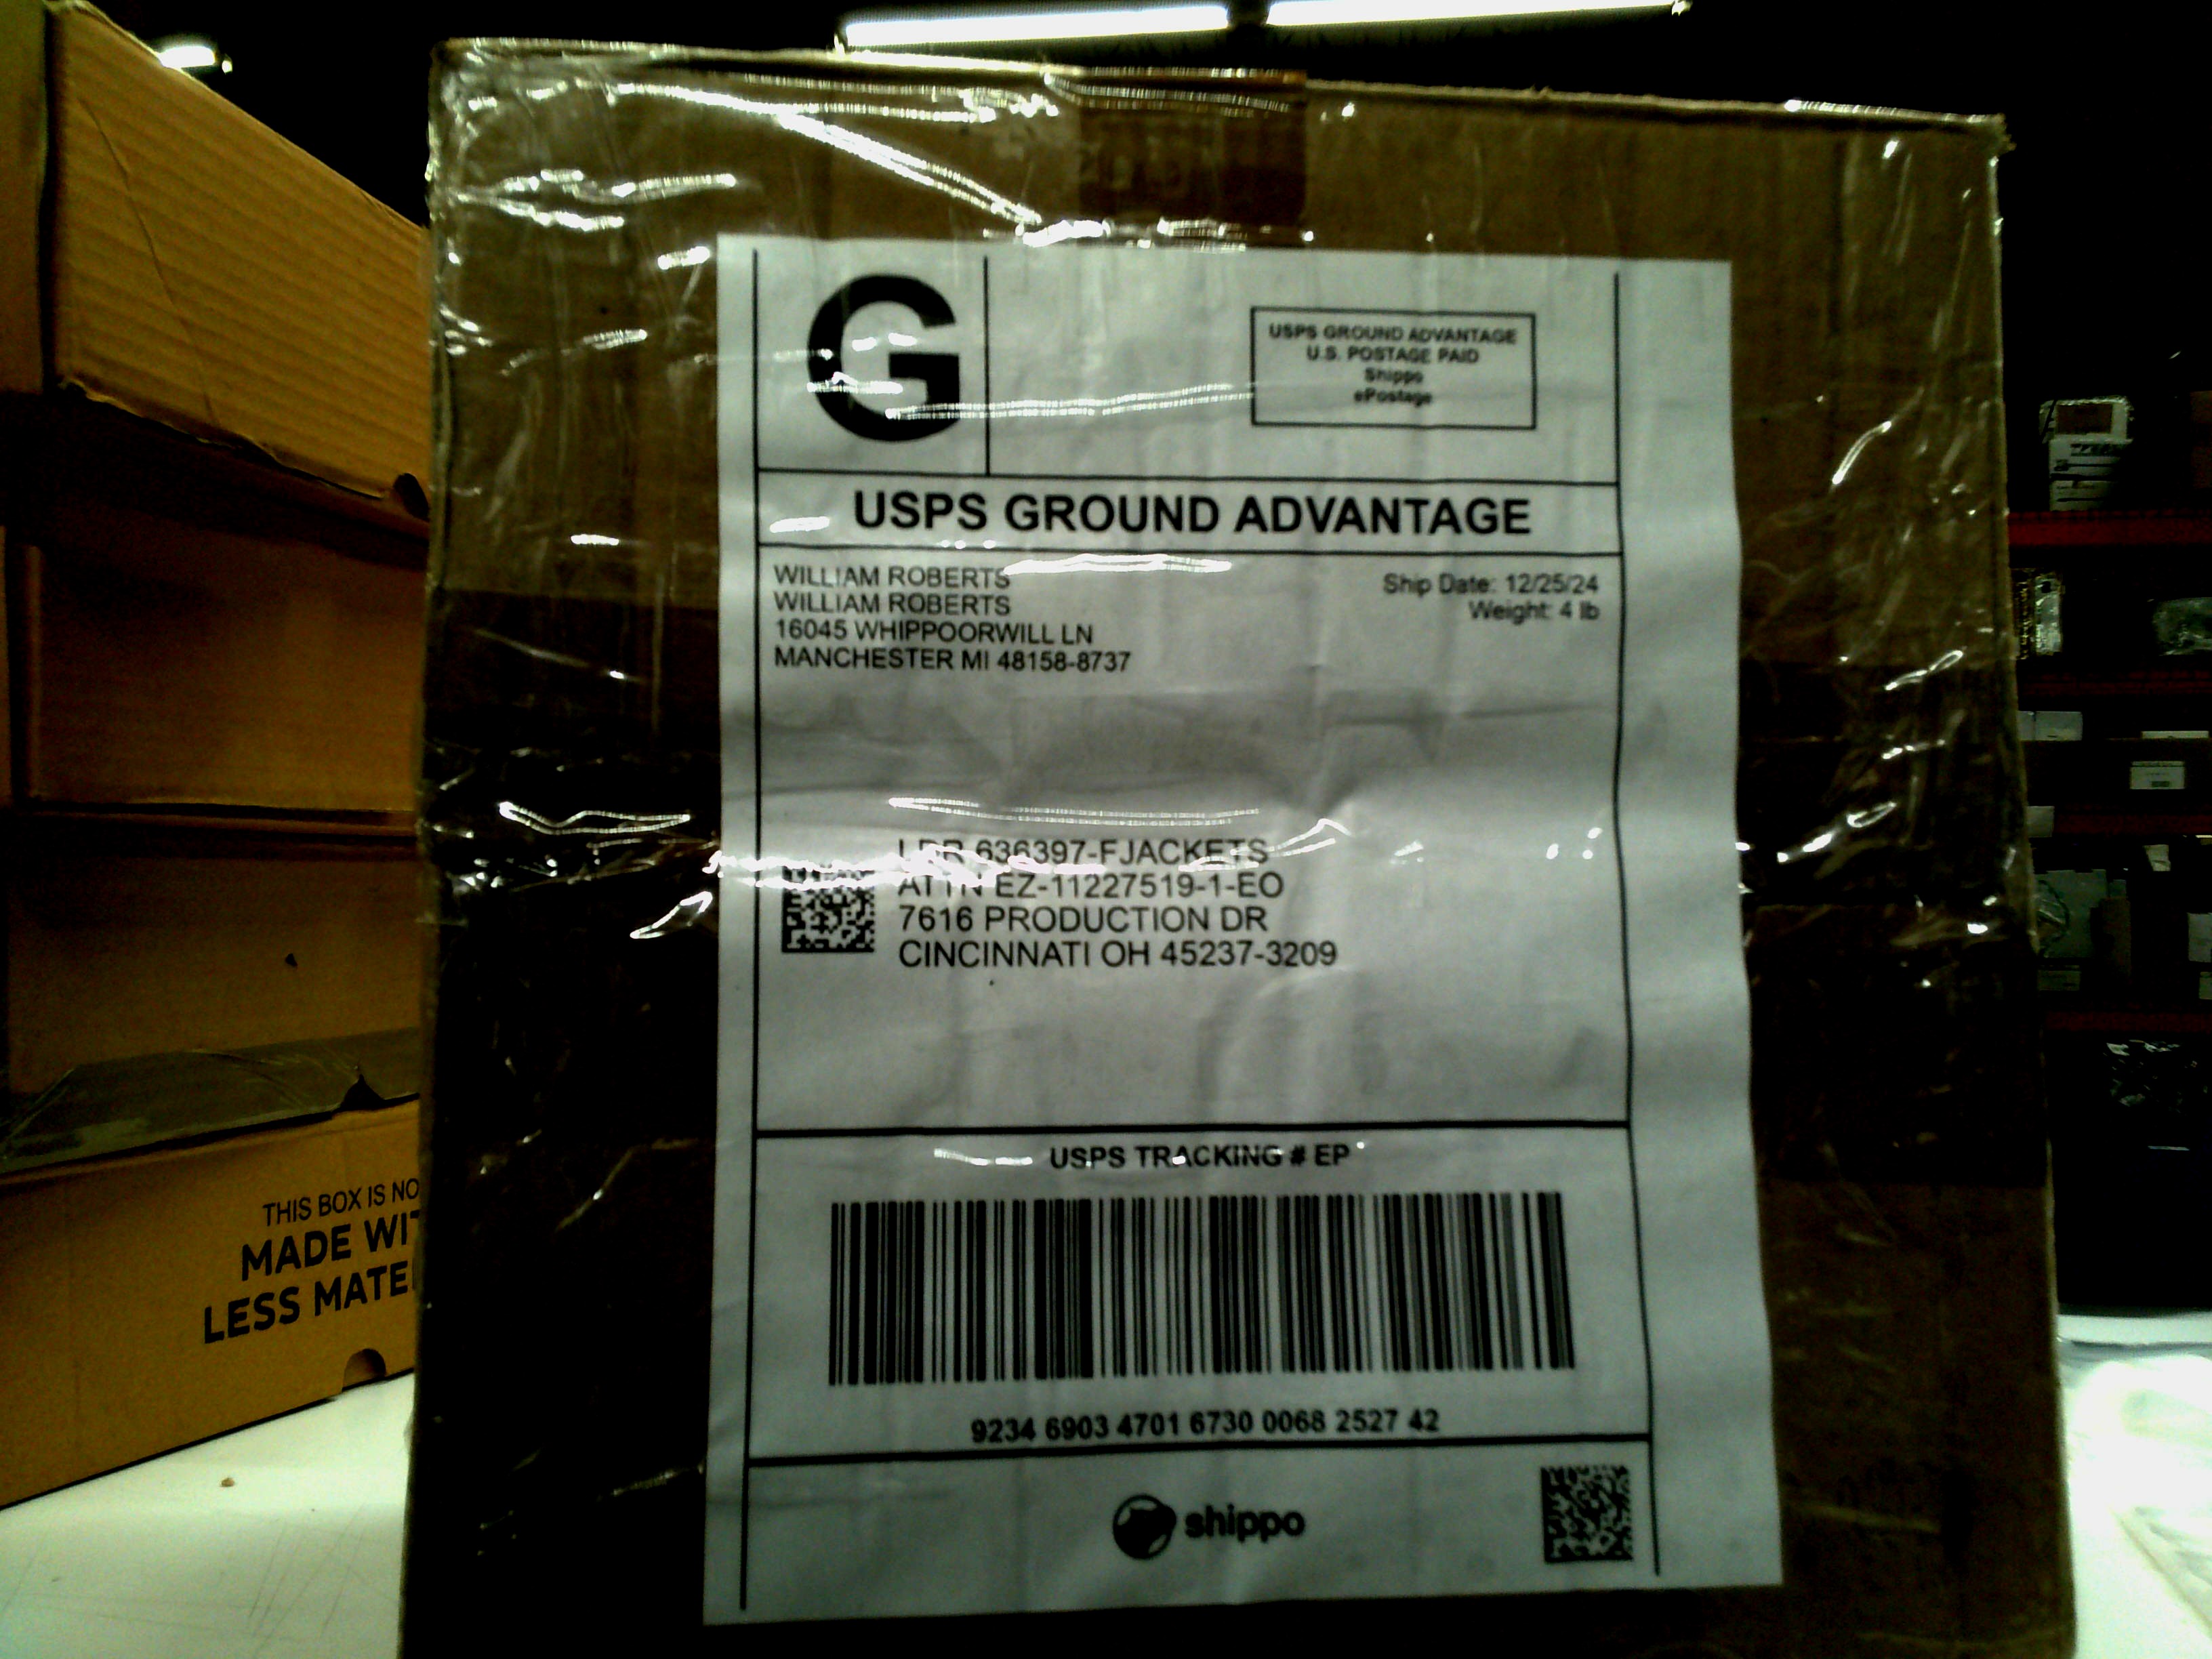 G
USPS GROUND ADVANTAGE
U.S. POSTAGE PAID
Shippo
ePostage
USPS GROUND ADVANTAGE
WILLIAM ROBERTS
WILLIAM ROBERTS
16045 WHIPPOORWILL LN
MANCHESTER MI 48158-8737
Ship Date: 12/25/24
Weight: 4 lb
636397-FJACKETS
ATTN EZ-11227519-1-EO
7616 PRODUCTION DR
CINCINNATI OH 45237-3209
USPS TRACKING # EP
9234 6903 4701 6730 0068 2527 42
shippo
THIS BOX IS NO
MADE WIT
LESS MATE